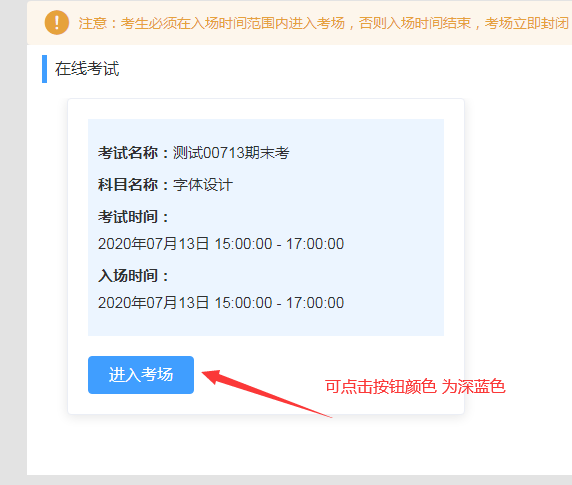 ! 注意：考生必须在入场时间范围内进入考场，否则入场时间结束，考场立即封闭
在线考试
考试名称：测试00713期末考
科目名称：字体设计
考试时间：
2020年07月13日 15:00:00 - 17:00:00
入场时间：
2020年07月13日 15:00:00 - 17:00:00
进入考场
可点击按钮颜色 为深蓝色